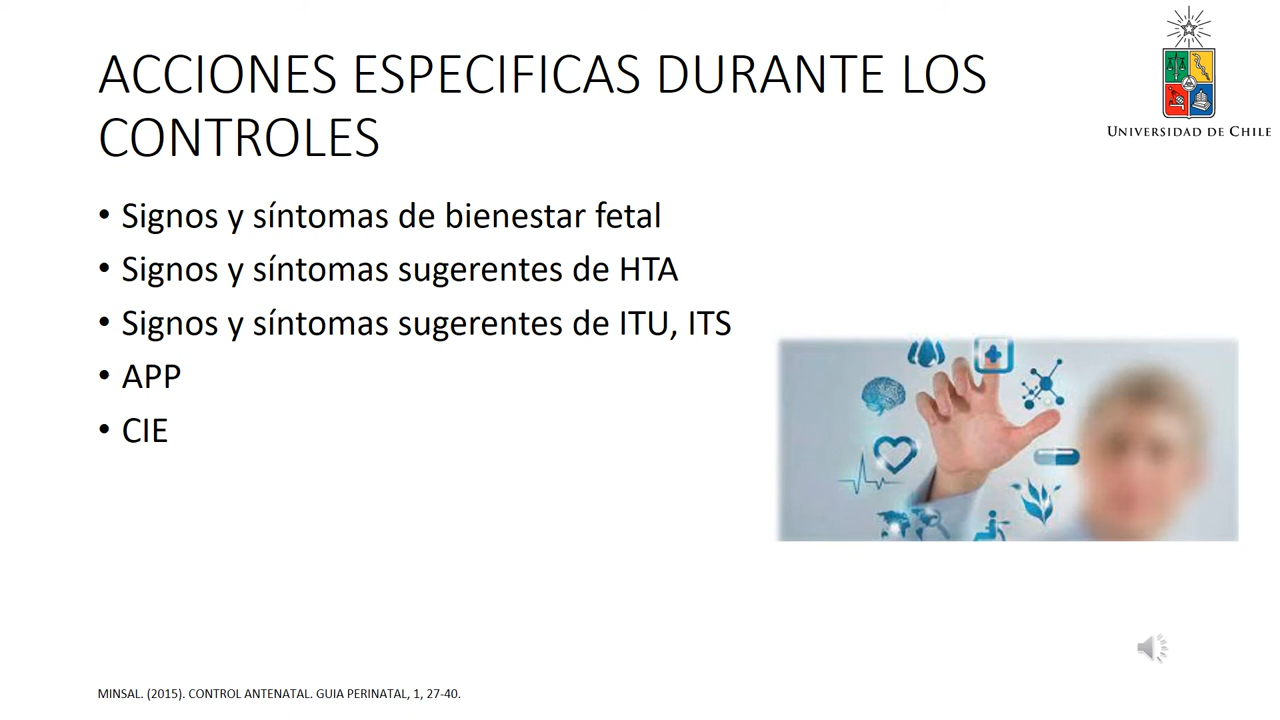 ACCIONES ESPECIFICAS DURANTE LOS
CONTROLES
UNIVERSIDAD DE CHILE
• Signos y síntomas de bienestar fetal
• Signos y síntomas sugerentes de HTA
• Signos y síntomas sugerentes de ITU, ITS
• APP
• CIE
MINSAL. (2015). CONTROL ANTENATAL. GUIA PERINATAL, 1, 27-40.